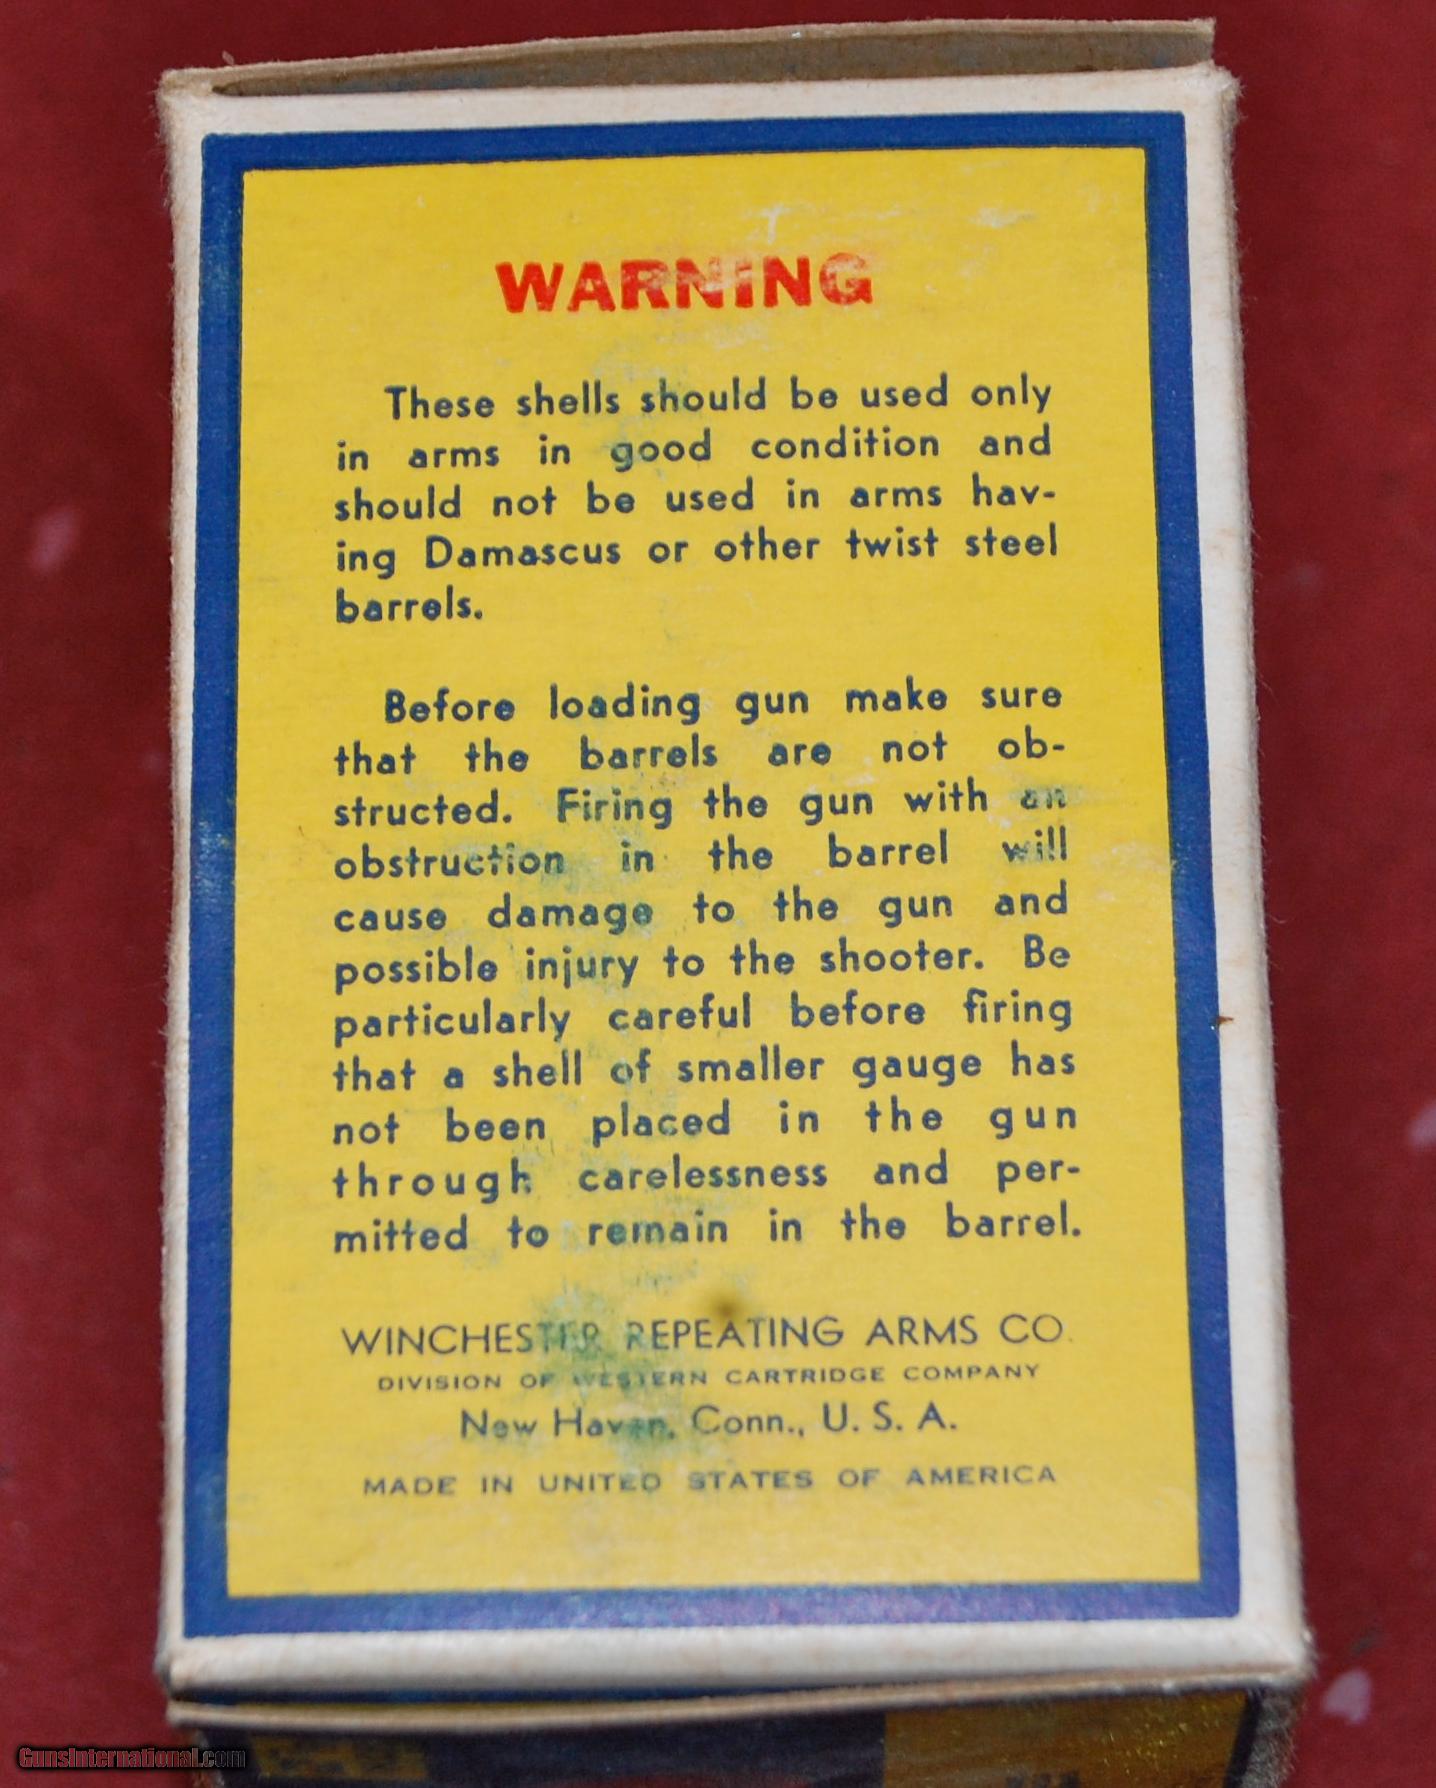 WARNING
These shells should be used only
in arms in good condition and
should not be used in arms hav-
ing Damascus or other twist steel
barrels.
Before loading gun make sure
that the barrels are not ob-
structed. Firing the gun with an
obstruction in the barrel will
cause damage to the gun and
possible injury to the shooter. Be
particularly careful before firing
that a shell of smaller gauge has
not been placed in the gun
through carelessness and per-
mitted to remain in the barrel.
WINCHESTER REPEATING ARMS CO.
DIVISION OF WESTERN CARTRIDGE COMPANY
New Haven, Conn., U. S. A.
MADE IN UNITED STATES OF AMERICA
GunsInternational.com